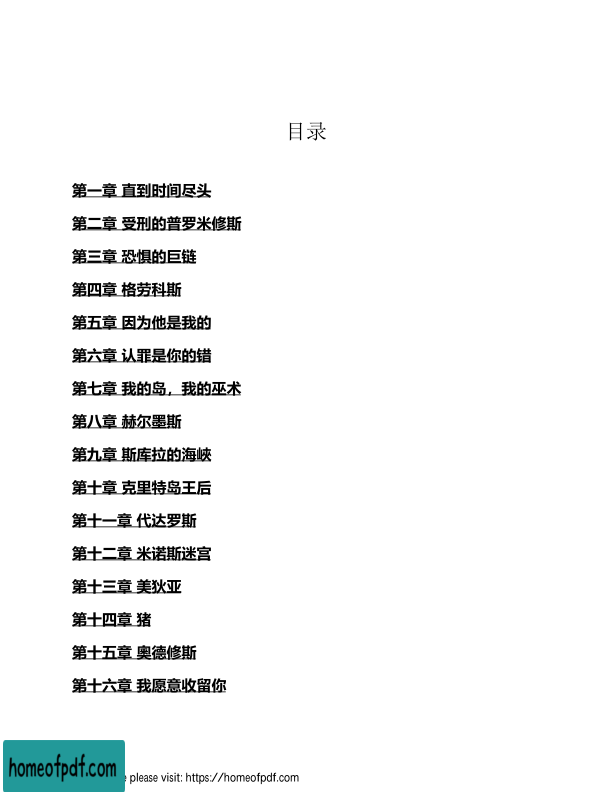 目录
第一章 直到时间尽头
第二章 受刑的普罗米修斯
第三章 恐惧的巨链
第四章 格劳科斯
第五章 因为他是我的
第六章 认罪是你的错
第七章 我的岛，我的巫术
第八章 赫尔墨斯
第九章 斯库拉的海峡
第十章 克里特岛王后
第十一章 代达罗斯
第十二章 米诺斯迷宫
第十三章 美狄亚
第十四章 猪
第十五章 奥德修斯
第十六章 我愿意收留你
homeofpdf.com
please visit: https://homeofpdf.com